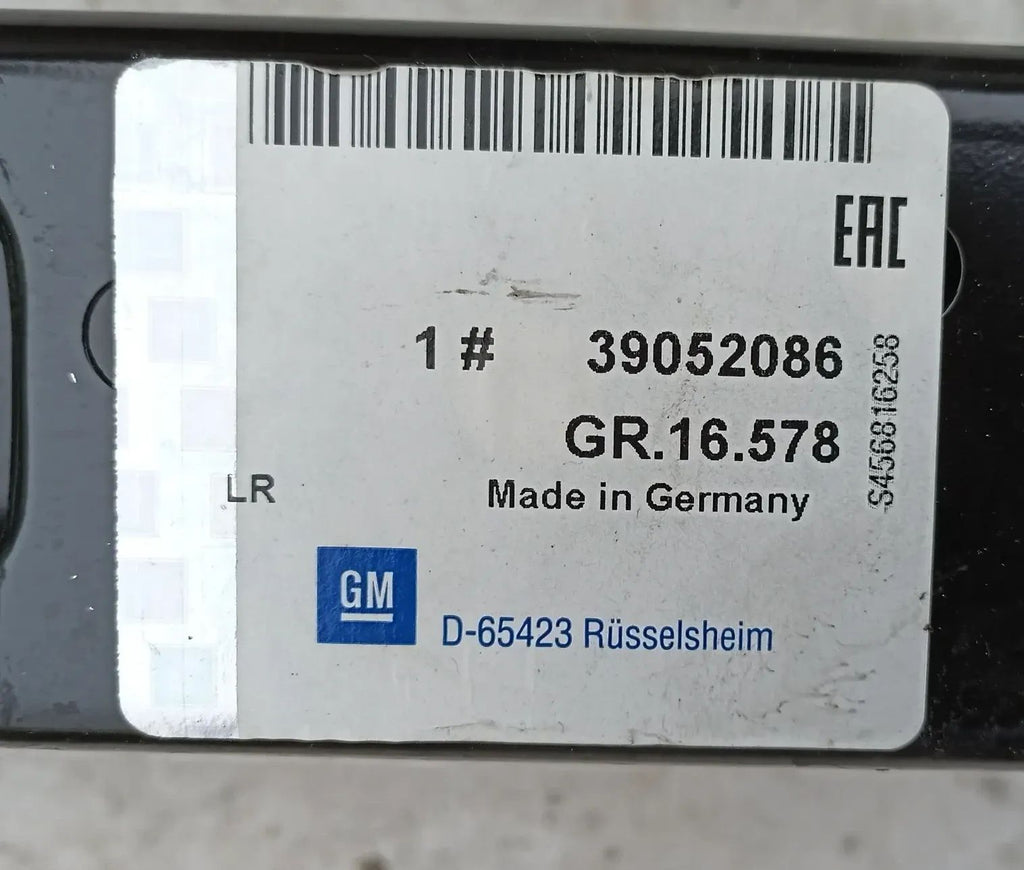 EAC
1 # 39052086
GR.16.578
S456816258
LR
Made in Germany
GM
D-65423 Rüsselsheim